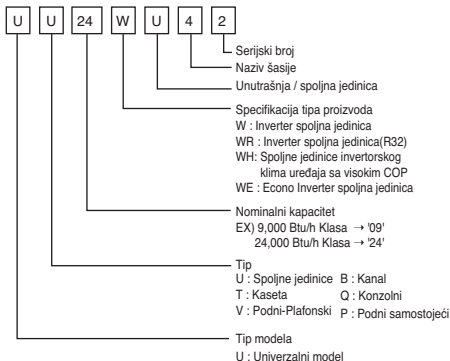 U U 24 W U 4 2
Serijski broj
Naziv šasije
Unutrašnja / spoljna jedinica
Specifikacija tipa proizvoda
W : Inverter spoljna jedinica
WR : Inverter spoljna jedinica(R32)
WH: Spoljne jedinice invertorskog
klima uređaja sa visokim COP
WE : Econo Inverter spoljna jedinica
Nominalni kapacitet
EX) 9,000 Btu/h Klasa → '09'
24,000 Btu/h Klasa → '24'
Tip
U : Spoljne jedinice B : Kanal
T : Kaseta Q : Konzolni
V : Podni-Plafonski P : Podni samostojeći
Tip modela
U : Univerzalni model